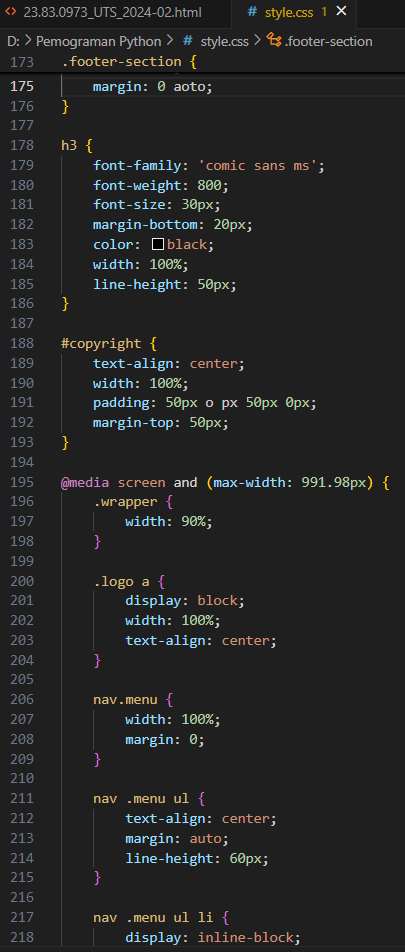 23.83.0973_UTS_2024-02.html # style.css 1 ×
D: > Pemograman Python > # style.css > .footer-section
173 .footer-section {
175 margin: 0 aoto;
176 }
177
178 h3 {
179 font-family: 'comic sans ms';
180 font-weight: 800;
181 font-size: 30px;
182 margin-bottom: 20px;
183 color: black;
184 width: 100%;
185 line-height: 50px;
186 }
187
188 #copyright {
189 text-align: center;
190 width: 100%;
191 padding: 50px o px 50px 0px;
192 margin-top: 50px;
193 }
194
195 @media screen and (max-width: 991.98px) {
196 .wrapper {
197 width: 90%;
198 }
199
200 .logo a {
201 display: block;
202 width: 100%;
203 text-align: center;
204 }
205
206 nav.menu {
207 width: 100%;
208 margin: 0;
209 }
210
211 nav .menu ul {
212 text-align: center;
213 margin: auto;
214 line-height: 60px;
215 }
216
217 nav .menu ul li {
218 display: inline-block;